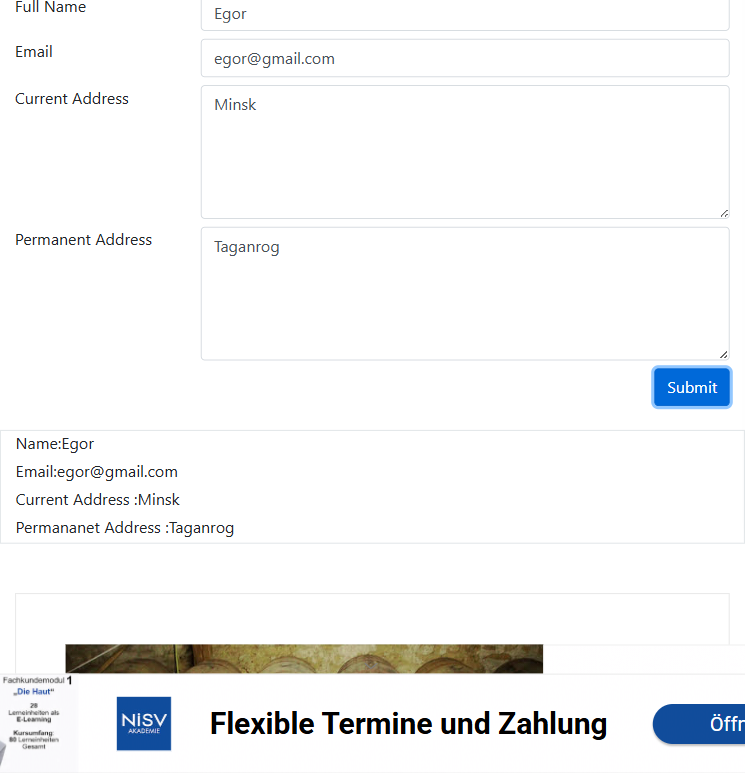 Full Name
Egor
Email
egor@gmail.com
Current Address
Minsk
Permanent Address
Taganrog
Submit
Name:Egor
Email:egor@gmail.com
Current Address :Minsk
Permananet Address :Taganrog
Fachkundemodul 1
„Die Haut“
20
Lerneinheiten als
E-Learning
Kursumfang:
80 Lerneinheiten
Gesamt
NiSV
AKADEMIE
Flexible Termine und Zahlung
Öffn